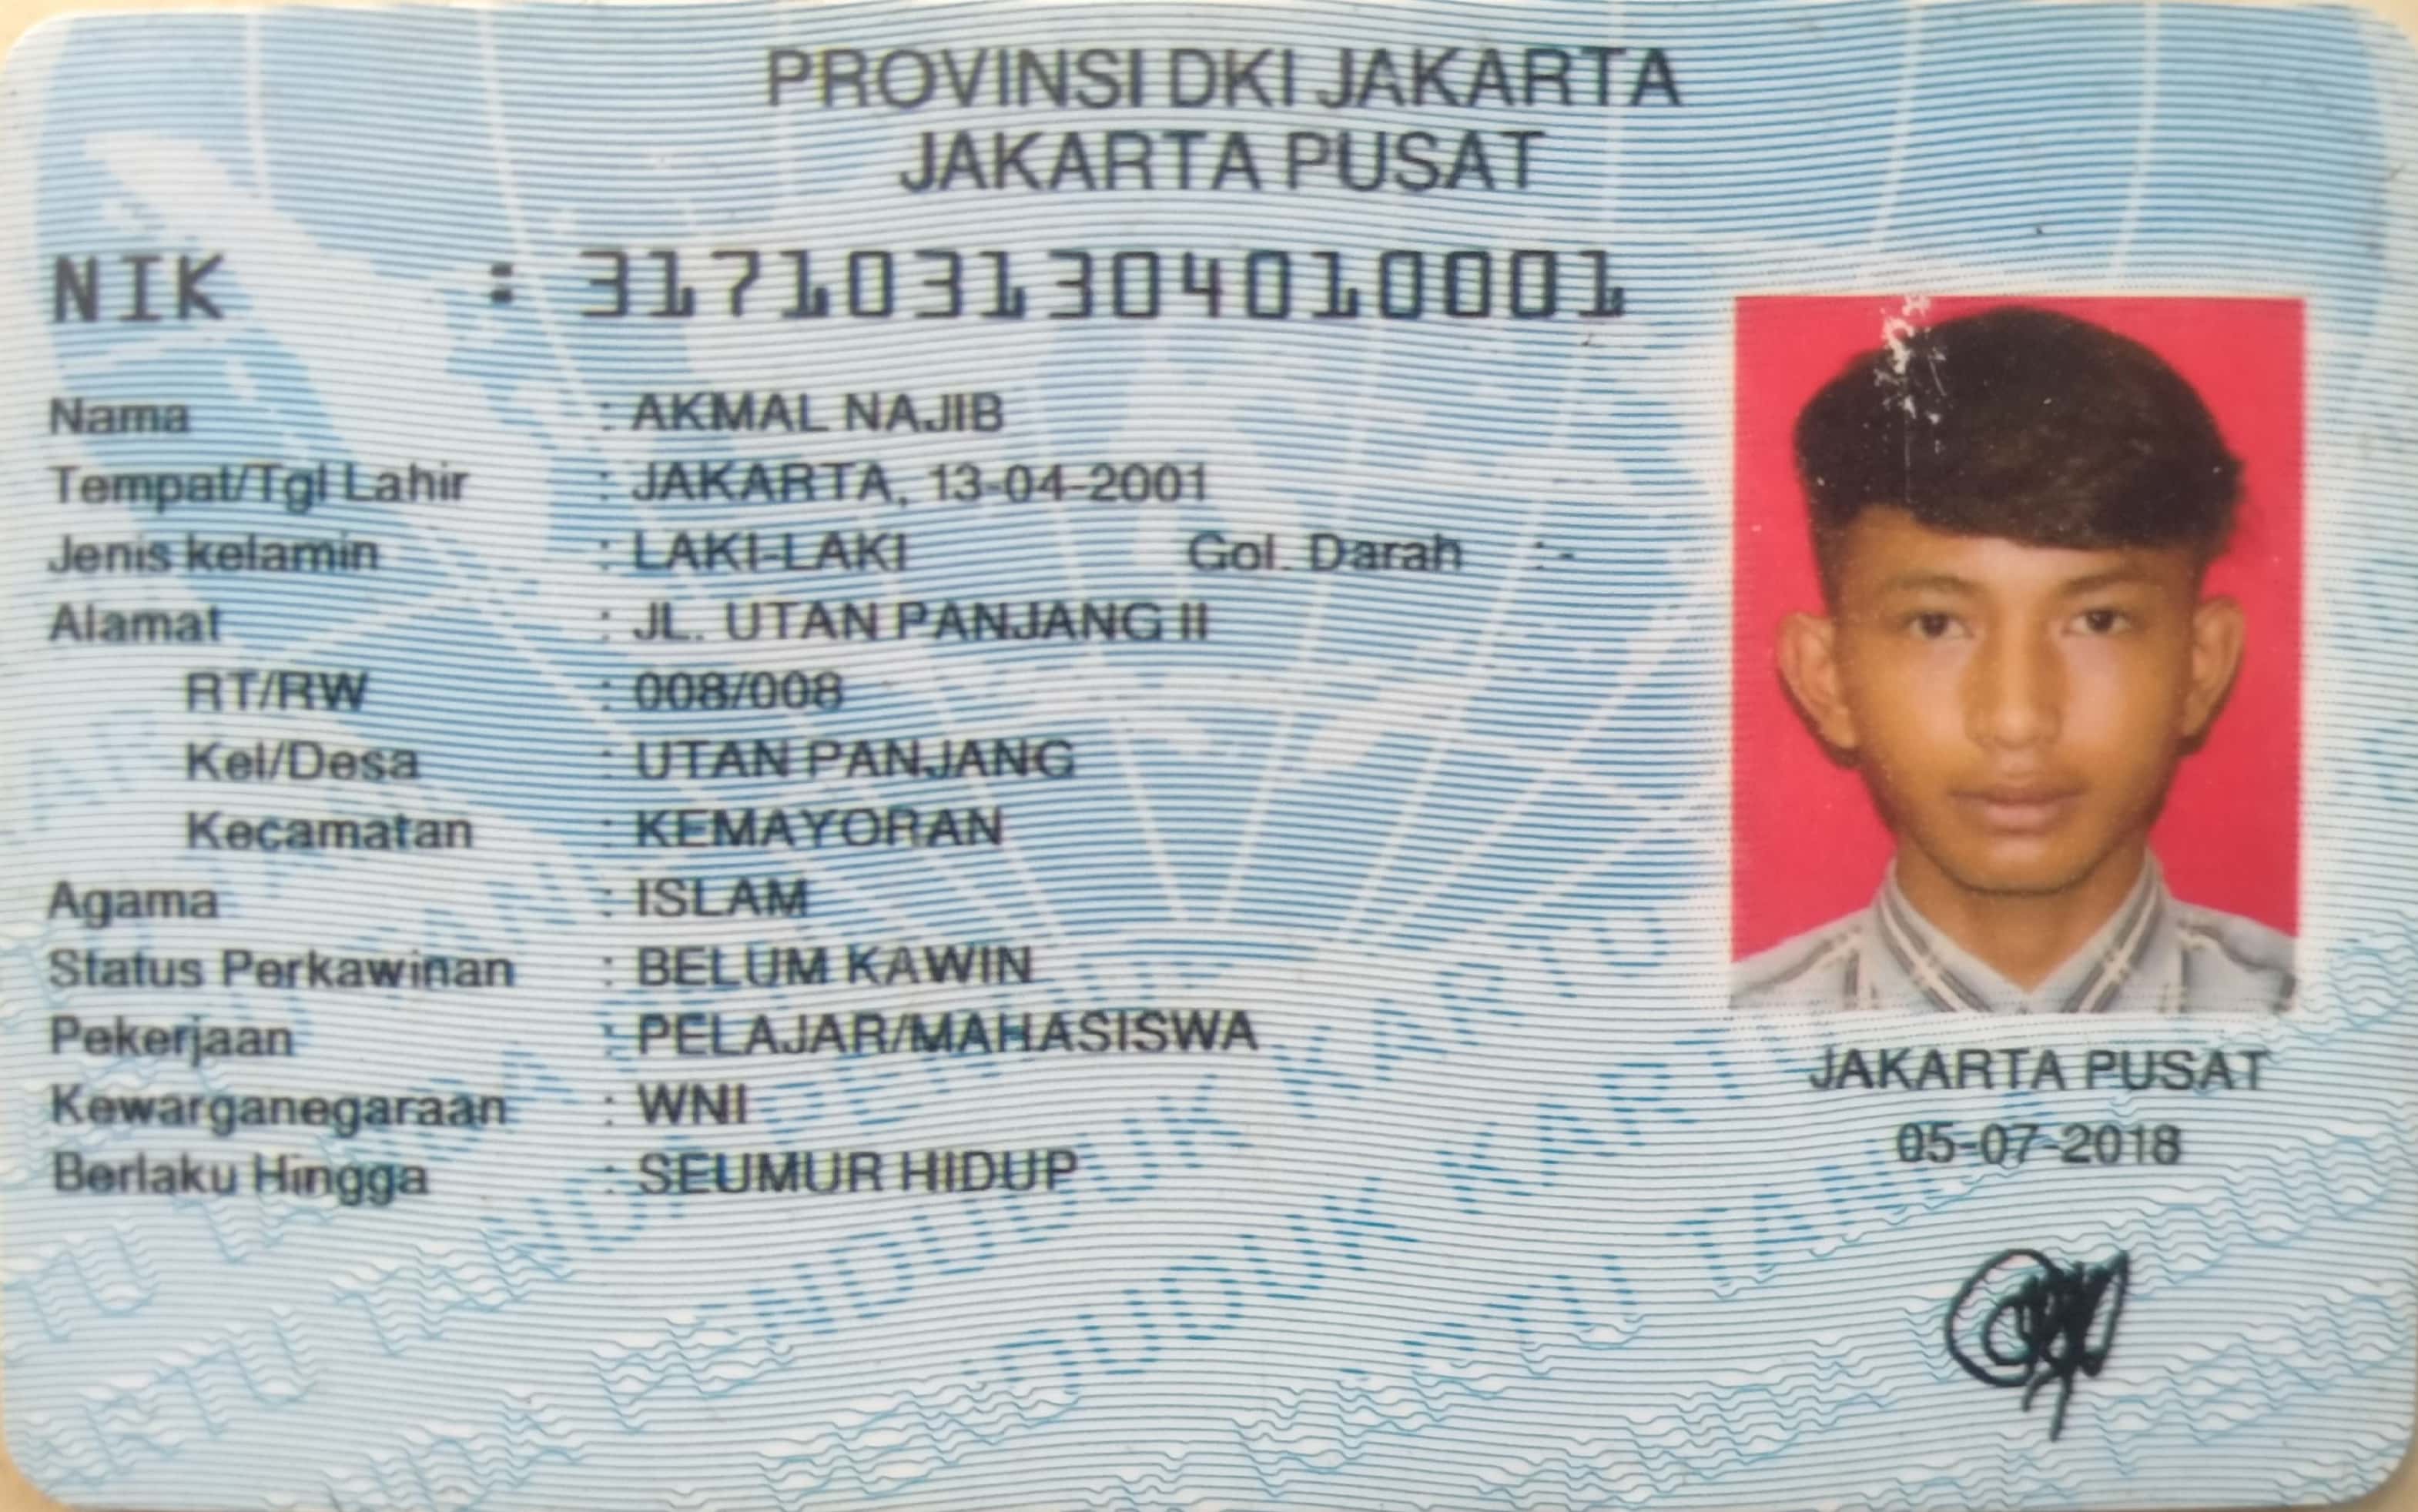 PROVINSI DKI JAKARTA
JAKARTA PUSAT
NIK : 3171031304010001
Nama : AKMAL NAJIB
Tempat/Tgl Lahir : JAKARTA, 13-04-2001
Jenis kelamin : LAKI-LAKI Gol. Darah : -
Alamat : JL. UTAN PANJANG II
RT/RW : 008/008
Kel/Desa : UTAN PANJANG
Kecamatan : KEMAYORAN
Agama : ISLAM
Status Perkawinan : BELUM KAWIN
Pekerjaan : PELAJAR/MAHASISWA
Kewarganegaraan : WNI
Berlaku Hingga : SEUMUR HIDUP
JAKARTA PUSAT
05-07-2018